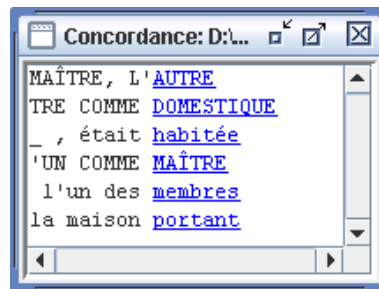 Concordance: D:\...
MAÎTRE, L'AUTRE
TRE COMME DOMESTIQUE
_ , était habitée
'UN COMME MAÎTRE
l'un des membres
la maison portant